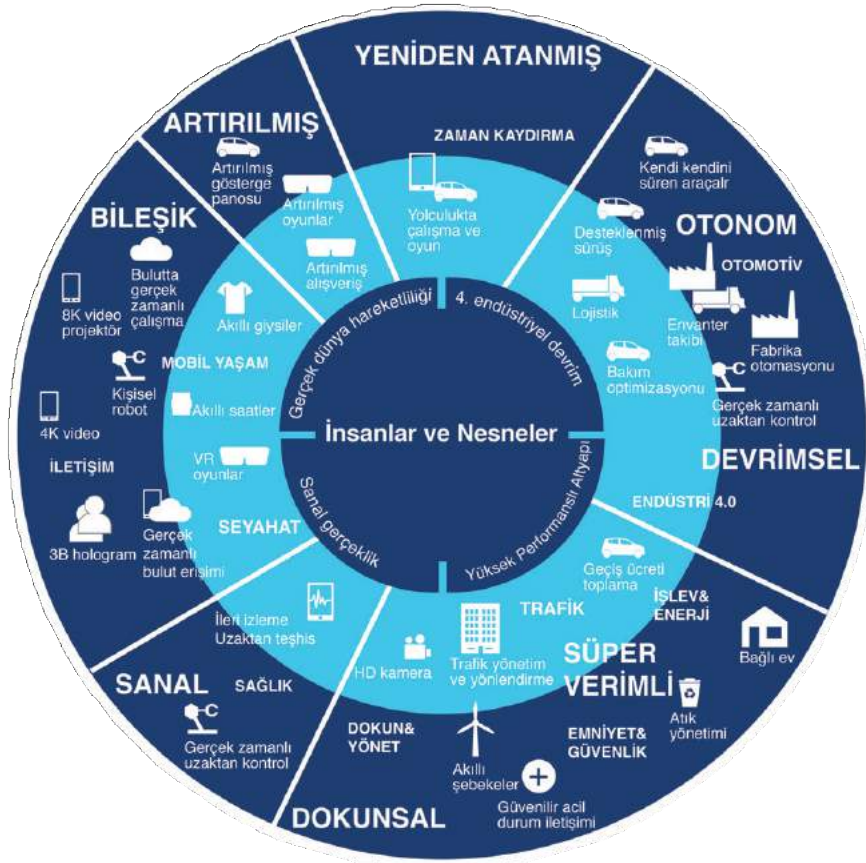 YENİDEN ATANMIŞ
ZAMAN KAYDIRMA
Yolculukta
çalışma ve
oyun
ARTIRILMIŞ
Artırılmış
gösterge
panosu
Artırılmış
oyunlar
Artırılmış
alışveriş
BİLEŞİK
Bulutta
gerçek
zamanlı
çalışma
8K video
projektör
Akıllı giysiler
MOBİL YAŞAM
Kişisel
robot
Akıllı saatler
4K video
VR
oyunlar
İLETİŞİM
SEYAHAT
3B hologram
Gerçek
zamanlı
bulut erişimi
Kendi kendini
süren araçalr
Desteklenmiş
sürüş
OTONOM
OTOMOTİV
Lojistik
Envanter
takibi
Fabrika
otomasyonu
Bakım
optimizasyonu
Gerçek zamanlı
uzaktan kontrol
DEVRİMSEL
ENDÜSTRİ 4.0
Gerçek dünya hareketliliği
4. endüstriyel devrim
İnsanlar ve Nesneler
Sanal gerçeklik
Yüksek Performanslı Altyapı
İleri izleme
Uzaktan teşhis
SANAL
SAĞLIK
Gerçek zamanlı
uzaktan kontrol
HD kamera
TRAFİK
Trafik yönetim
ve yönlendirme
Geçiş ücreti
toplama
İŞLEV&
ENERJİ
SÜPER
VERİMLİ
Bağlı ev
Atık
yönetimi
EMNİYET&
GÜVENLİK
DOKUN&
YÖNET
Akıllı
şebekeler
Güvenilir acil
durum iletişimi
DOKUNSAL